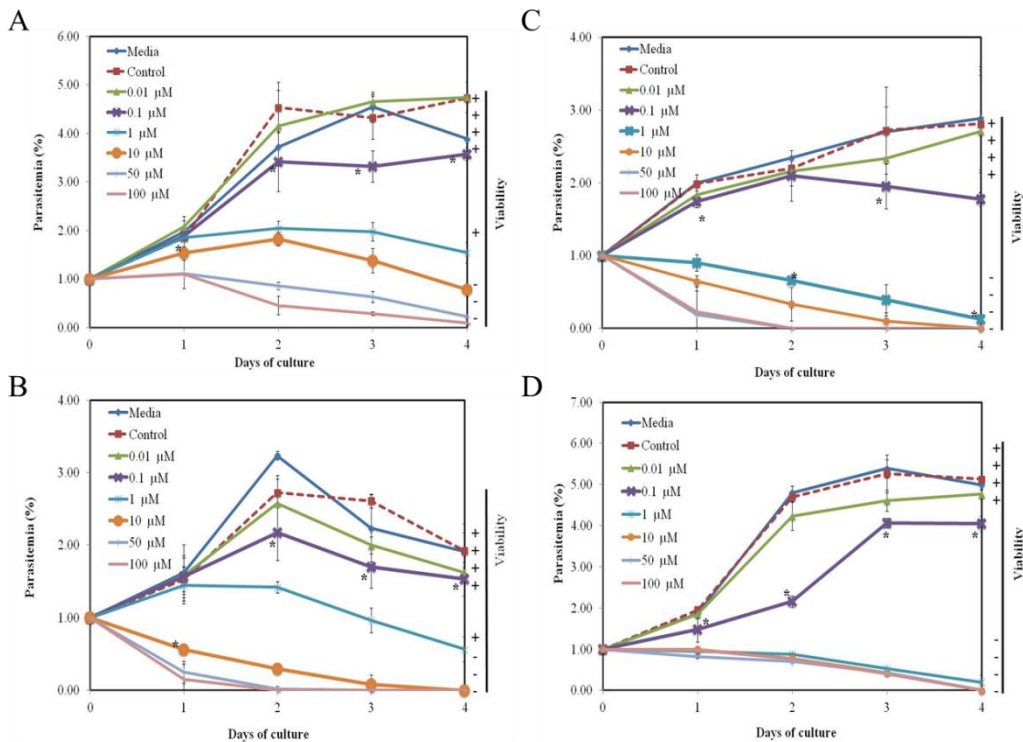 A
6.00
5.00
4.00
3.00
2.00
1.00
0.00
Parasitemia (%)
Media
Control
0.01 µM
0.1 µM
1 µM
10 µM
50 µM
100 µM
* * * *
+
+
+
+
+
-
-
-
Viability
0 1 2 3 4
Days of culture
C
4.00
3.00
2.00
1.00
0.00
Parasitemia (%)
Media
Control
0.01 µM
0.1 µM
1 µM
10 µM
50 µM
100 µM
* * * *
+
+
+
+
-
-
-
-
Viability
0 1 2 3 4
Days of culture
B
4.00
3.00
2.00
1.00
0.00
Parasitemia (%)
Media
Control
0.01 µM
0.1 µM
1 µM
10 µM
50 µM
100 µM
* * * *
+
+
+
+
+
-
-
-
Viability
0 1 2 3 4
Days of culture
D
7.00
6.00
5.00
4.00
3.00
2.00
1.00
0.00
Parasitemia (%)
Media
Control
0.01 µM
0.1 µM
1 µM
10 µM
50 µM
100 µM
* * * *
+
+
+
+
-
-
-
-
Viability
0 1 2 3 4
Days of culture